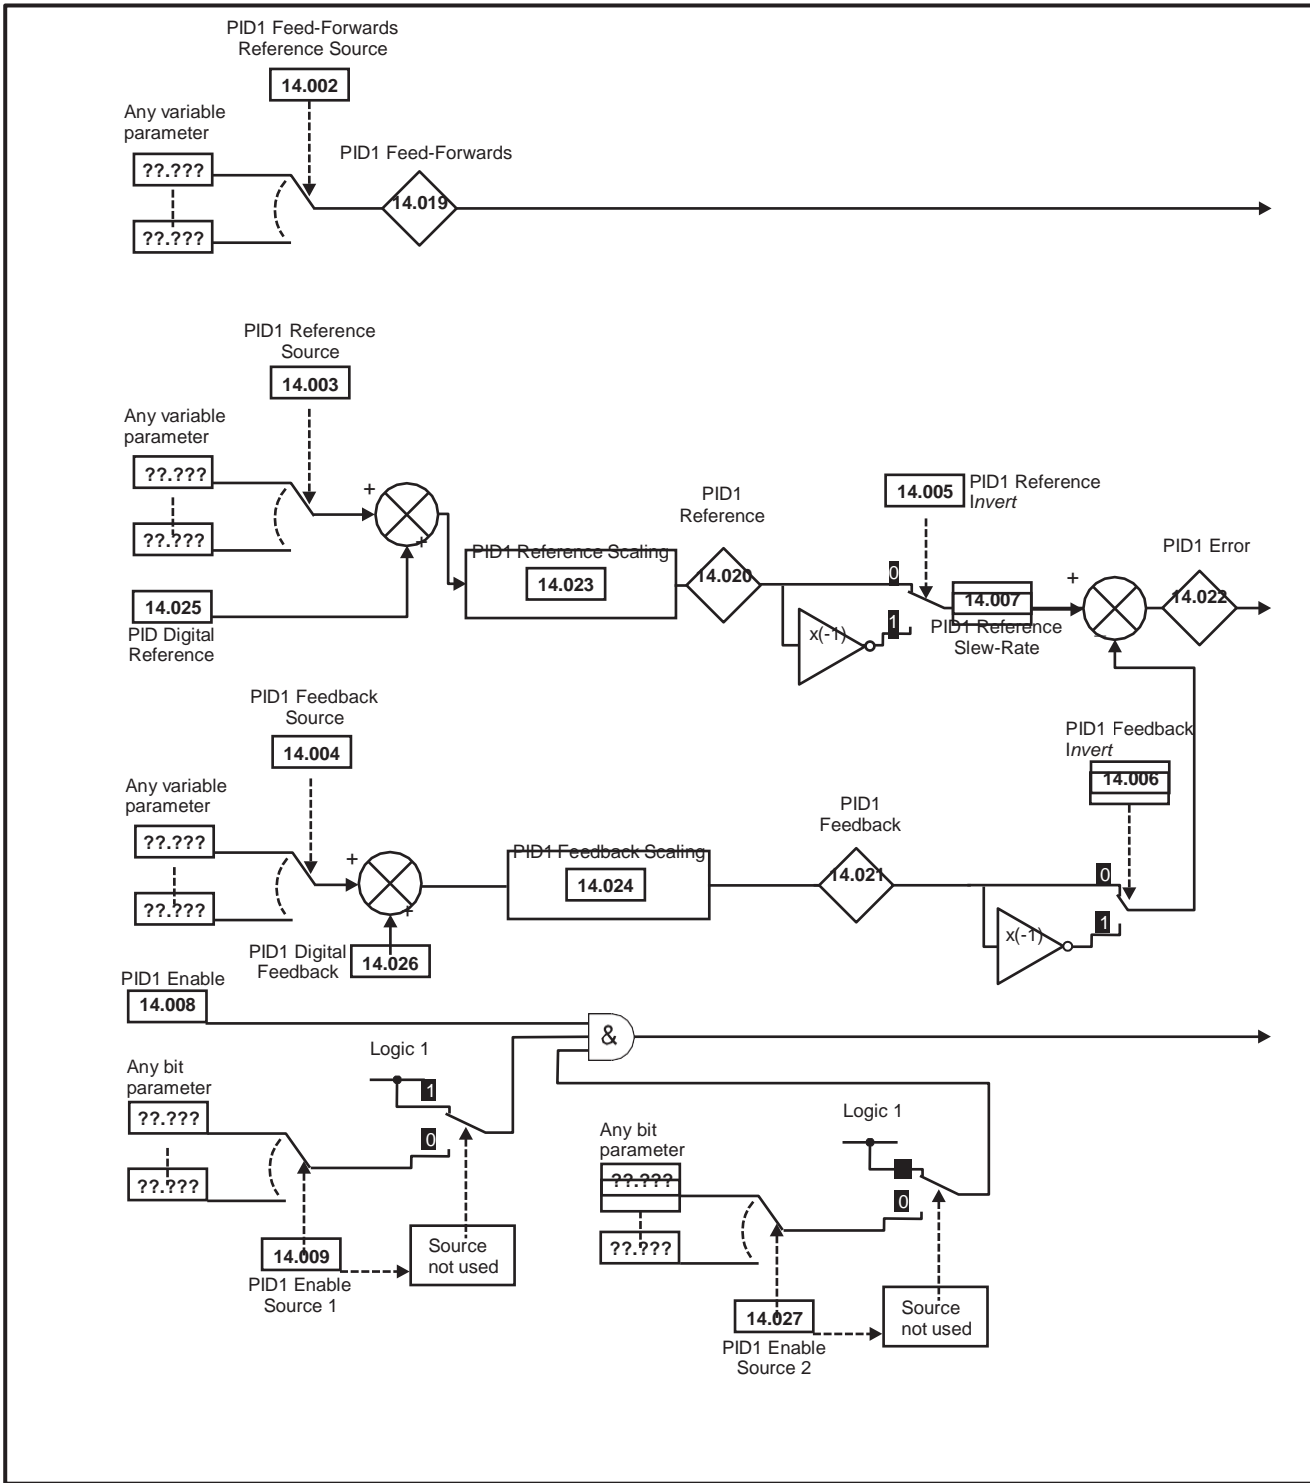 PID1 Feed-Forwards
Reference Source
14.002
Any variable
parameter
??.???
??.???
PID1 Feed-Forwards
14.019
PID1 Reference
Source
14.003
Any variable
parameter
??.???
??.???
+
+
14.025
PID Digital
Reference
PID1 Reference Scaling
14.023
PID1
Reference
14.020
14.005
PID1 Reference
Invert
0
1
x(-1)
14.007
PID1 Reference
Slew-Rate
+
–
PID1 Error
14.022
PID1 Feedback
Source
14.004
Any variable
parameter
??.???
??.???
+
+
PID1 Digital
Feedback
14.026
PID1 Feedback Scaling
14.024
PID1
Feedback
14.021
PID1 Feedback
Invert
14.006
0
1
x(-1)
PID1 Enable
14.008
&
Any bit
parameter
??.???
??.???
Logic 1
1
0
14.009
PID1 Enable
Source 1
Source
not used
Any bit
parameter
??.???
??.???
Logic 1
0
14.027
PID1 Enable
Source 2
Source
not used